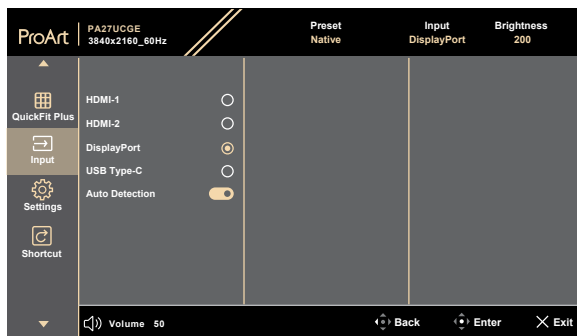 ProArt
PA27UCGE
3840x2160_60Hz
Preset
Native
Input
DisplayPort
Brightness
200
QuickFit Plus
Input
Settings
Shortcut
HDMI-1
HDMI-2
DisplayPort
USB Type-C
Auto Detection
Volume 50
Back
Enter
Exit